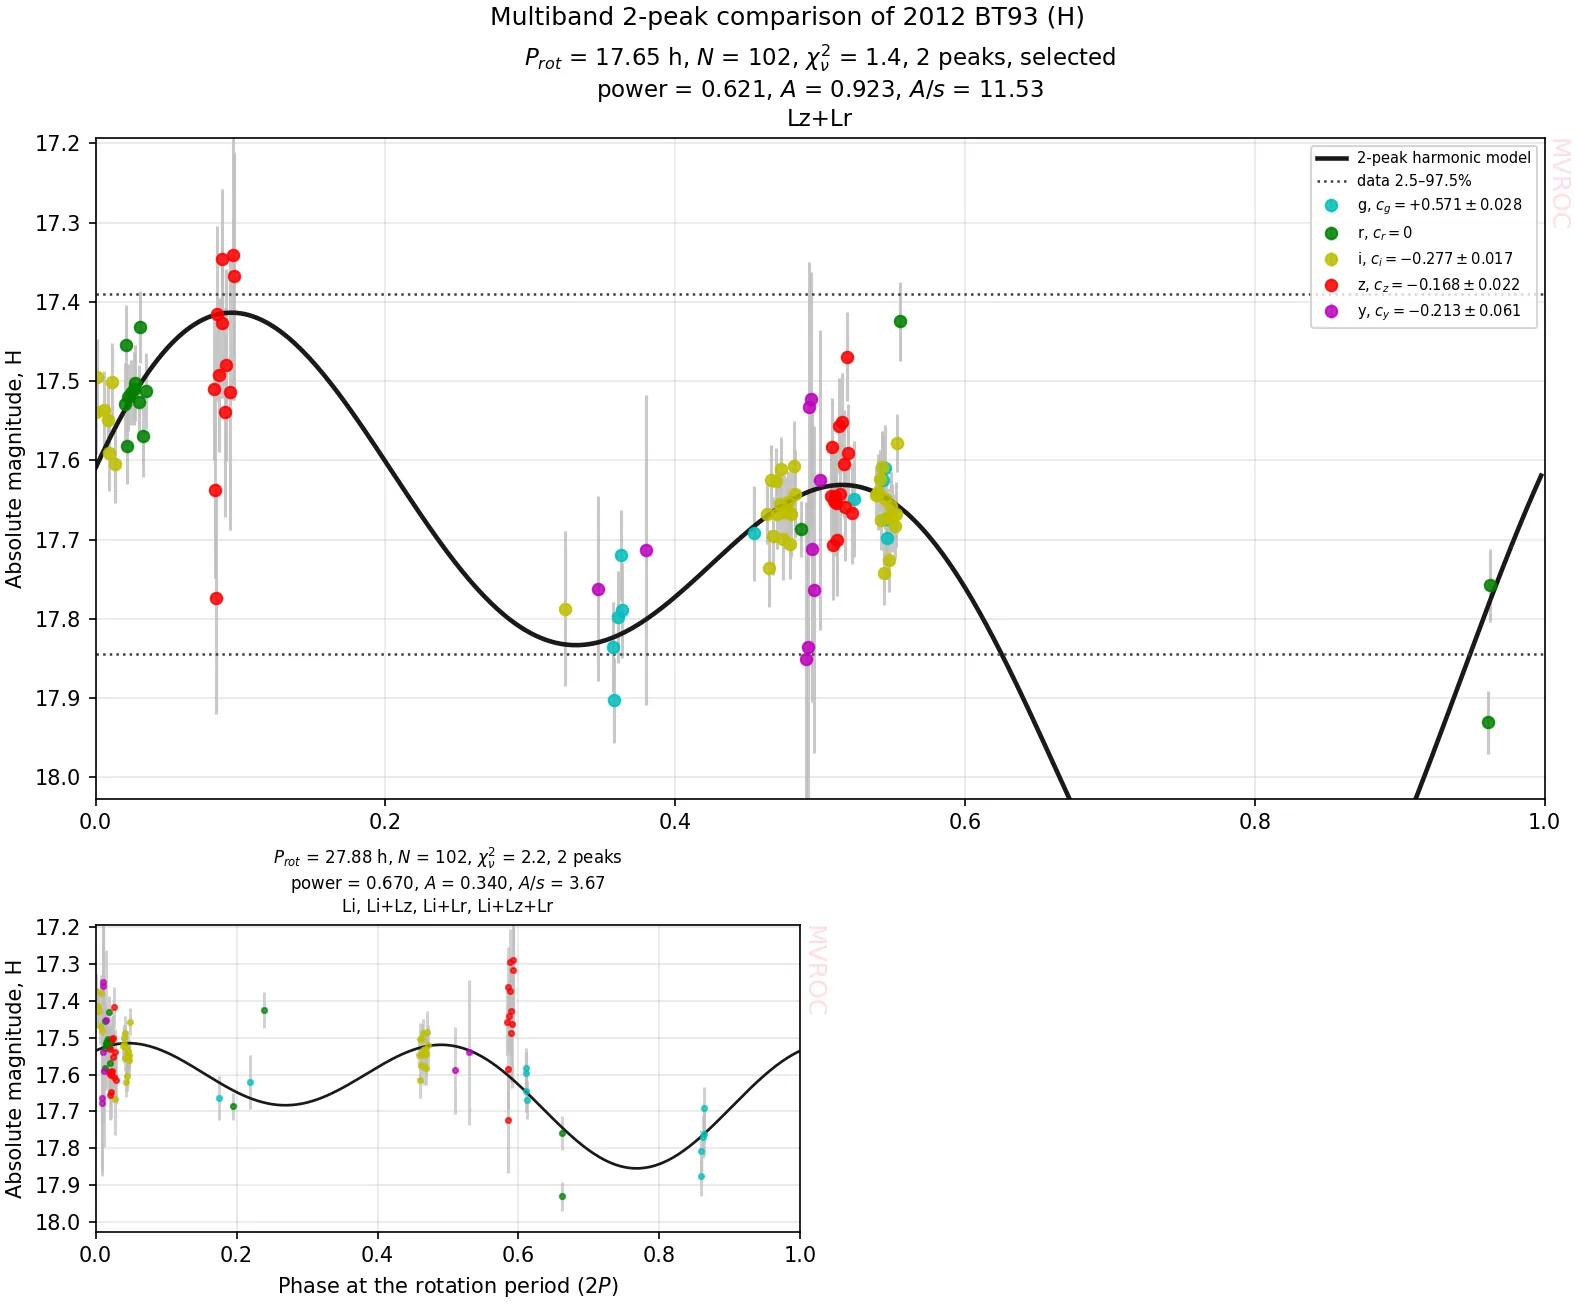 Multiband 2-peak comparison of 2012 BT93 (H)
P_rot = 17.65 h, N = 102, χ²_ν = 1.4, 2 peaks, selected
power = 0.621, A = 0.923, A/s = 11.53
Lz+Lr
Absolute magnitude, H
17.2
17.3
17.4
17.5
17.6
17.7
17.8
17.9
18.0
0.0 0.2 0.4 0.6 0.8 1.0
2-peak harmonic model
data 2.5–97.5%
g, c_g = +0.571 ± 0.028
r, c_r = 0
i, c_i = −0.277 ± 0.017
z, c_z = −0.168 ± 0.022
y, c_y = −0.213 ± 0.061
MVROC
P_rot = 27.88 h, N = 102, χ²_ν = 2.2, 2 peaks
power = 0.670, A = 0.340, A/s = 3.67
Li, Li+Lz, Li+Lr, Li+Lz+Lr
Absolute magnitude, H
17.2
17.3
17.4
17.5
17.6
17.7
17.8
17.9
18.0
0.0 0.2 0.4 0.6 0.8 1.0
Phase at the rotation period (2P)
MVROC